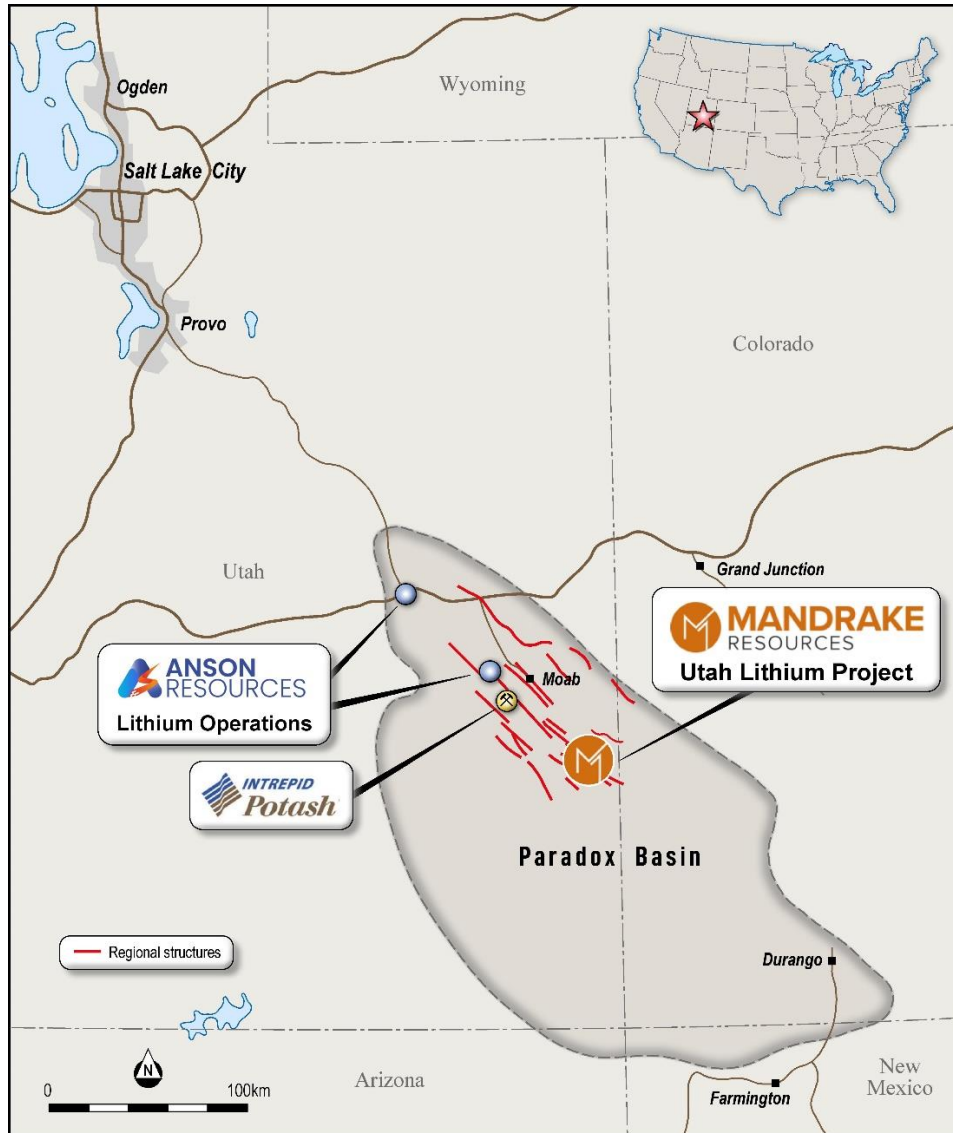 Wyoming
Ogden
Salt Lake City
Provo
Colorado
Utah
Grand Junction
MANDRAKE
RESOURCES
Utah Lithium Project
ANSON
RESOURCES
Lithium Operations
Moab
INTREPID
Potash
Paradox Basin
Regional structures
Durango
N
0 100km
Arizona
New
Mexico
Farmington